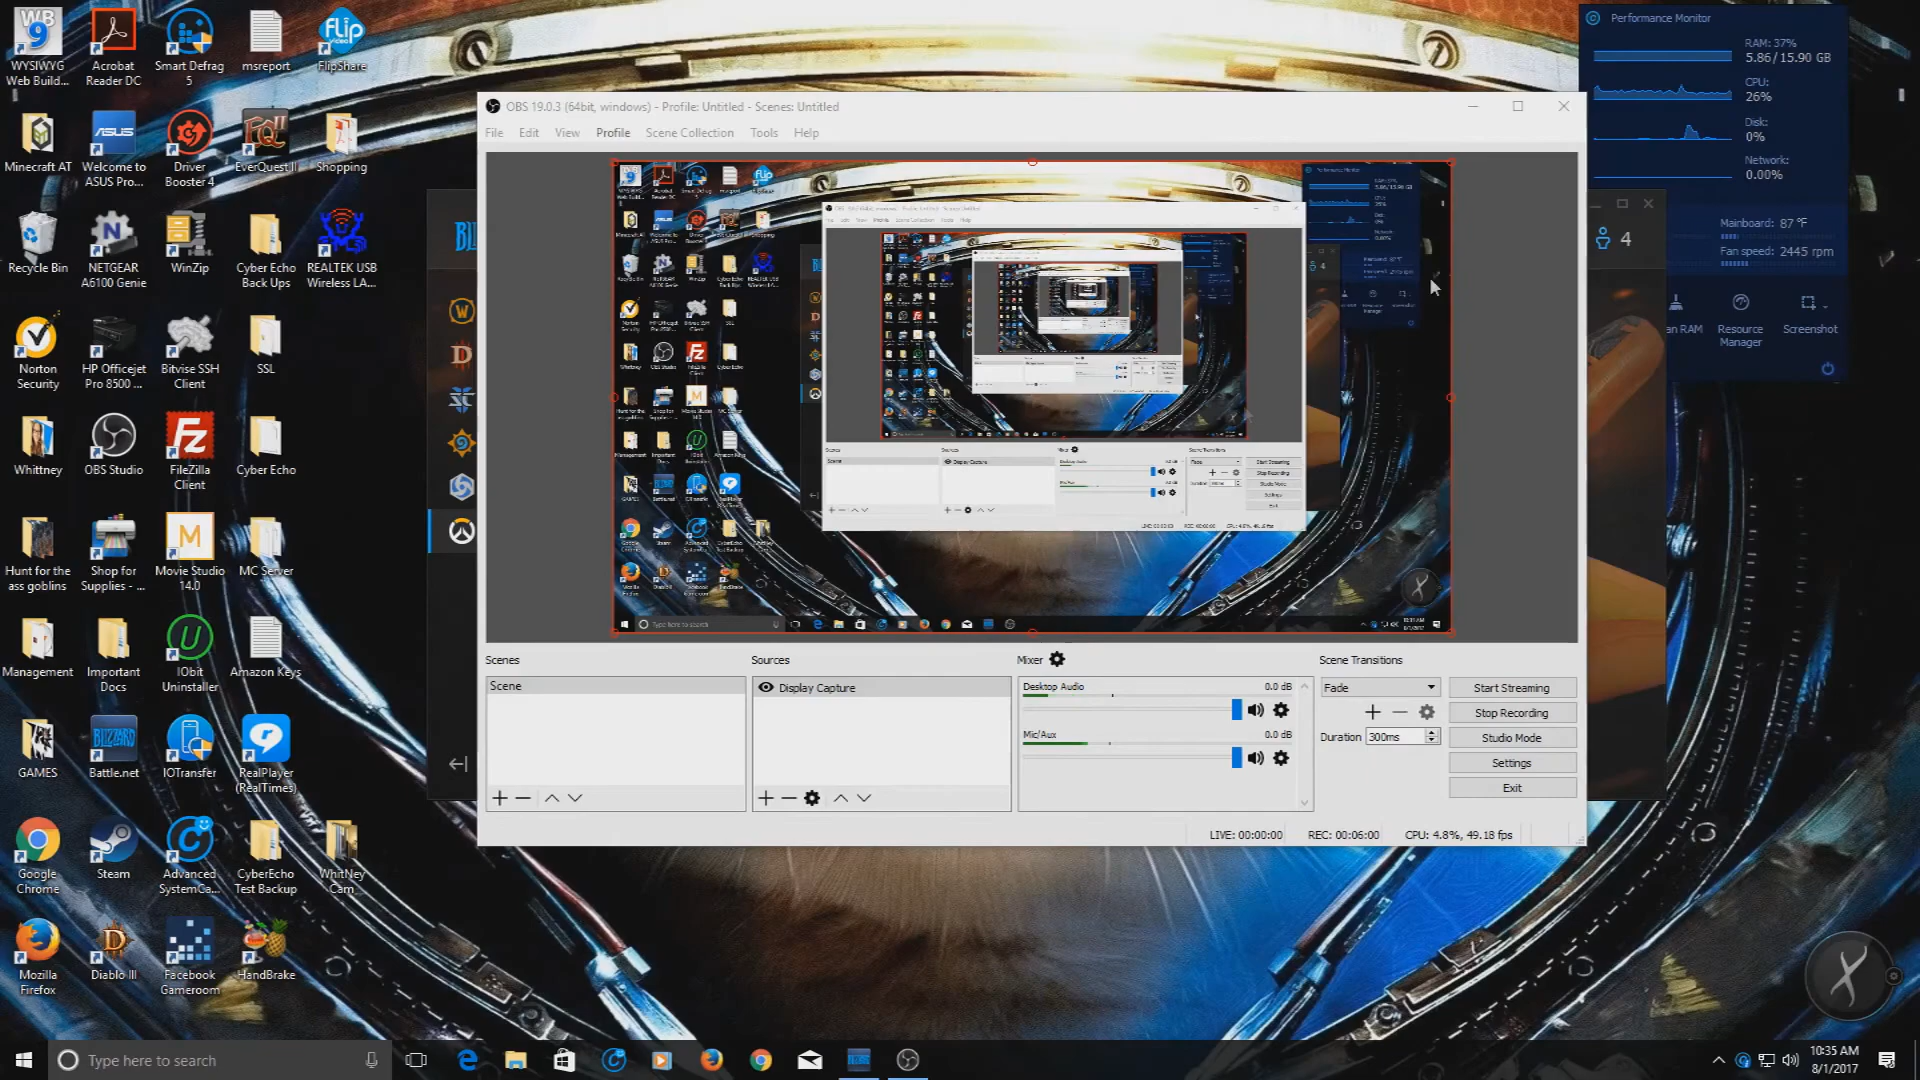 WYSIWYG
Web Build...
Acrobat
Reader DC
Smart Defrag
5
msreport
FlipShare
Minecraft AT
Welcome to
ASUS Pro...
Driver
Booster 4
EverQuest II
Shopping
Recycle Bin
NETGEAR
A6100 Genie
WinZip
Cyber Echo
Back Ups
REALTEK USB
Wireless LA...
Norton
Security
HP Officejet
Pro 8500 ...
Bitvise SSH
Client
SSL
Whittney
OBS Studio
FileZilla
Client
Cyber Echo
Hunt for the
ass goblins
Shop for
Supplies - ...
Movie Studio
14.0
MC Server
Management
Important
Docs
IObit
Uninstaller
Amazon Keys
GAMES
Battle.net
IOTransfer
RealPlayer
(RealTimes)
Google
Chrome
Steam
Advanced
SystemCa...
CyberEcho
Test Backup
WhitNey
Cam
Mozilla
Firefox
Diablo III
Facebook
Gameroom
HandBrake
OBS 19.0.3 (64bit, windows) - Profile: Untitled - Scenes: Untitled
File Edit View Profile Scene Collection Tools Help
Scenes
Scene
Sources
Display Capture
Mixer
Desktop Audio 0.0 dB
Mic/Aux 0.0 dB
Scene Transitions
Fade
Duration 300ms
Start Streaming
Stop Recording
Studio Mode
Settings
Exit
LIVE: 00:00:00 REC: 00:06:00 CPU: 4.8%, 49.18 fps
Performance Monitor
RAM: 37%
5.86/15.90 GB
CPU:
26%
Disk:
0%
Network:
0.00%
Mainboard: 87 °F
Fan speed: 2445 rpm
4
an RAM
Resource
Manager
Screenshot
Type here to search
10:35 AM
8/1/2017